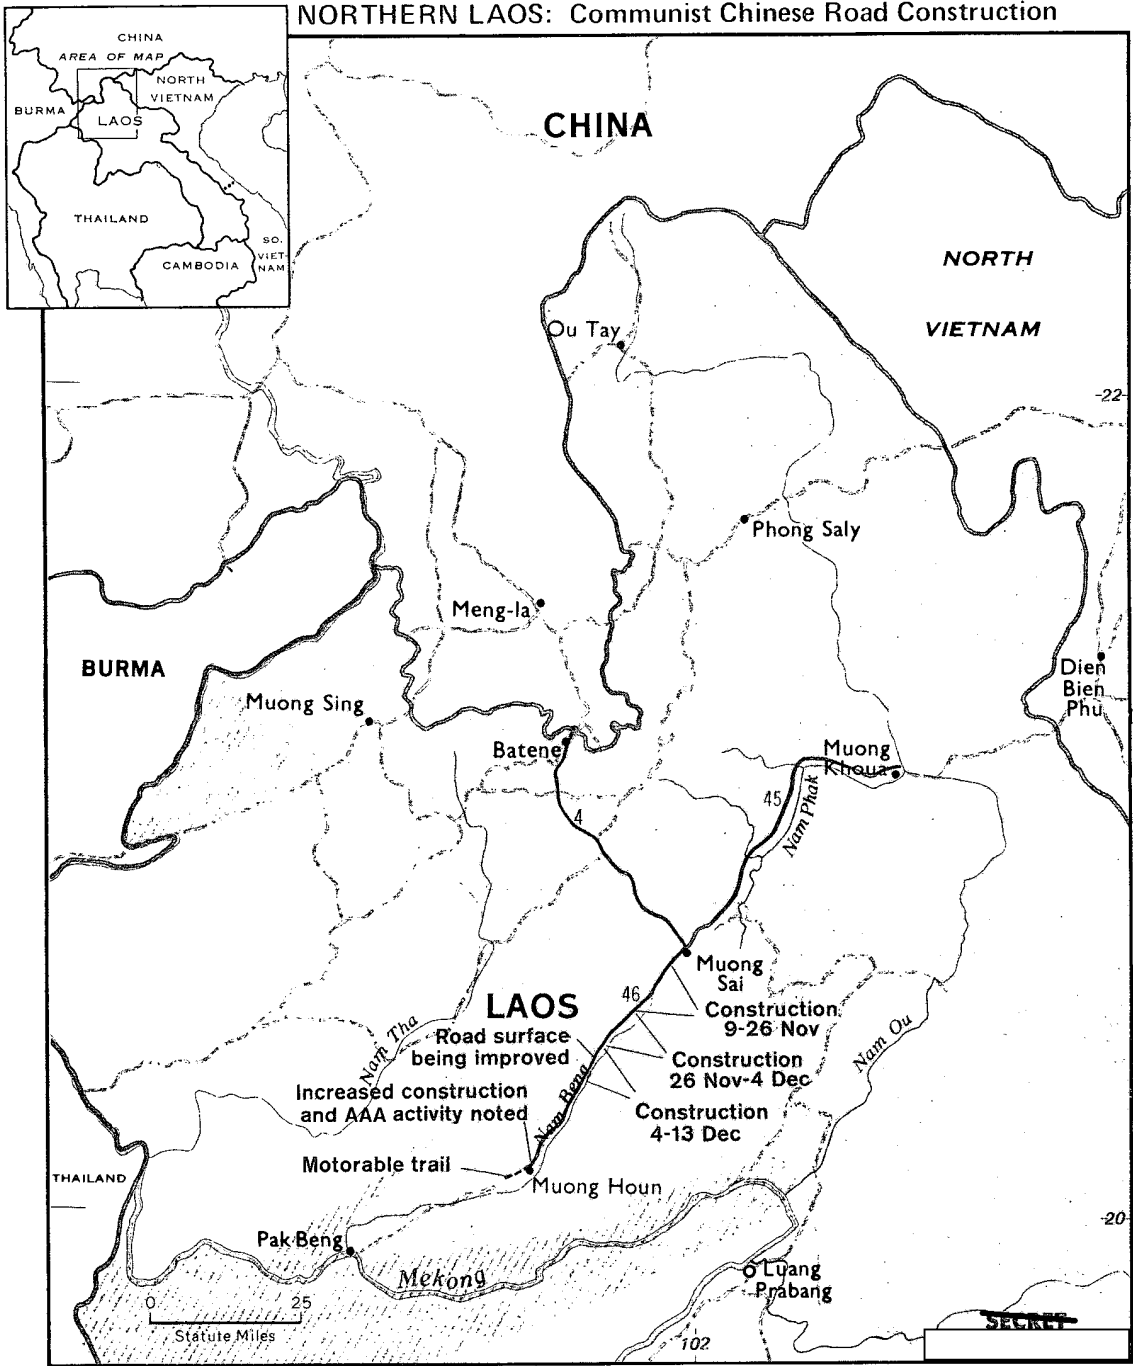 NORTHERN LAOS: Communist Chinese Road Construction
CHINA
AREA OF MAP
NORTH
VIETNAM
BURMA
LAOS
THAILAND
CAMBODIA
SO.
VIET-
NAM
CHINA
NORTH
VIETNAM
Ou Tay
22
Phong Saly
Meng-la
BURMA
Dien
Bien
Phu
Muong Sing
Batene
Muong
Khoua
45
Nam Phak
4
Muong
Sai
46
LAOS
Construction
9-26 Nov
Nam Tha
Road surface
being improved
Nam Ou
Construction
26 Nov-4 Dec
Increased construction
and AAA activity noted
Nam Beng
Construction
4-13 Dec
Motorable trail
THAILAND
Muong Houn
20
Pak Beng
Mekong
Luang
Prabang
0 25
Statute Miles
SECRET
102